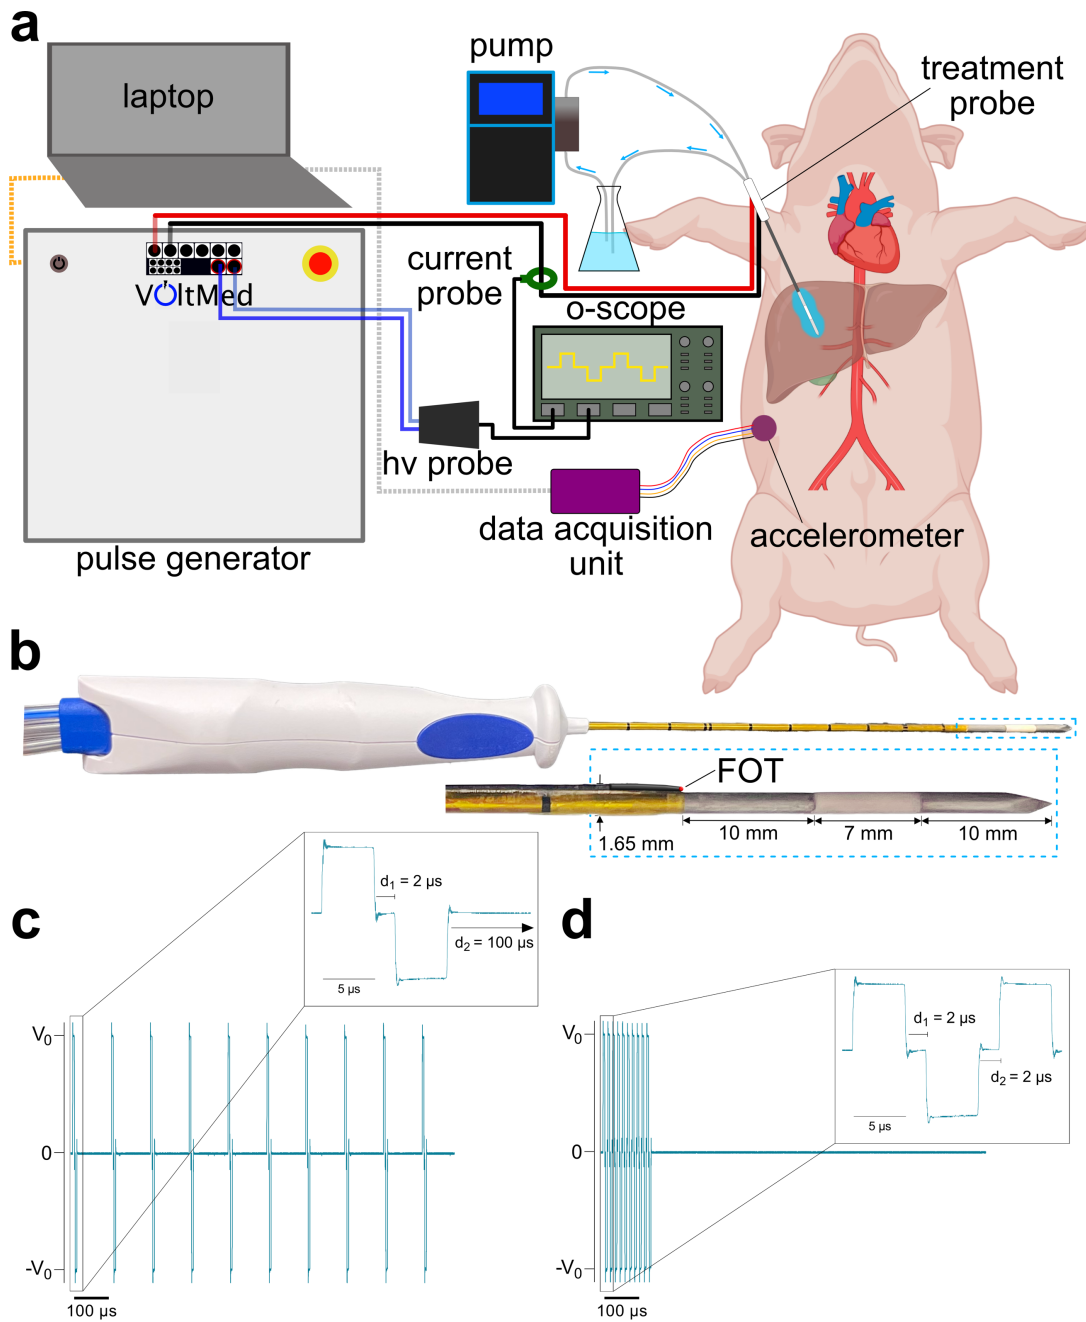 a
laptop
pump
treatment
probe
current
probe
VoltMed
o-scope
hv probe
data acquisition
unit
accelerometer
pulse generator
b
FOT
1.65 mm
10 mm
7 mm
10 mm
c
d₁ = 2 µs
d₂ = 100 µs
5 µs
V₀
0
-V₀
100 µs
d
d₁ = 2 µs
d₂ = 2 µs
5 µs
V₀
0
-V₀
100 µs